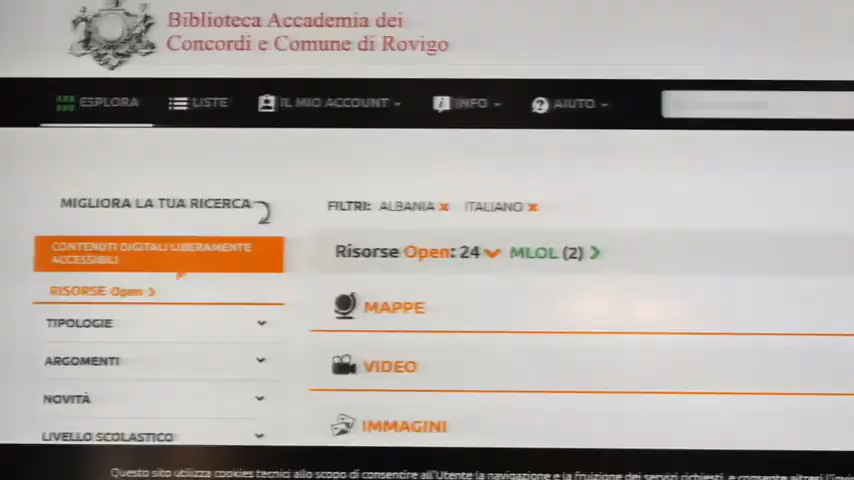 Biblioteca Accademia dei
Concordi e Comune di Rovigo
ESPLORA LISTE IL MIO ACCOUNT INFO AIUTO
MIGLIORA LA TUA RICERCA
FILTRI: ALBANIA x ITALIANO x
CONTENUTI DIGITALI LIBERAMENTE
ACCESSIBILI
Risorse Open: 24 MLOL (2)
RISORSE Open
MAPPE
TIPOLOGIE
ARGOMENTI
VIDEO
NOVITÀ
IMMAGINI
LIVELLO SCOLASTICO
Questo sito utilizza cookies tecnici allo scopo di consentire all'Utente la navigazione e la fruizione dei servizi richiesti, e consente altresì